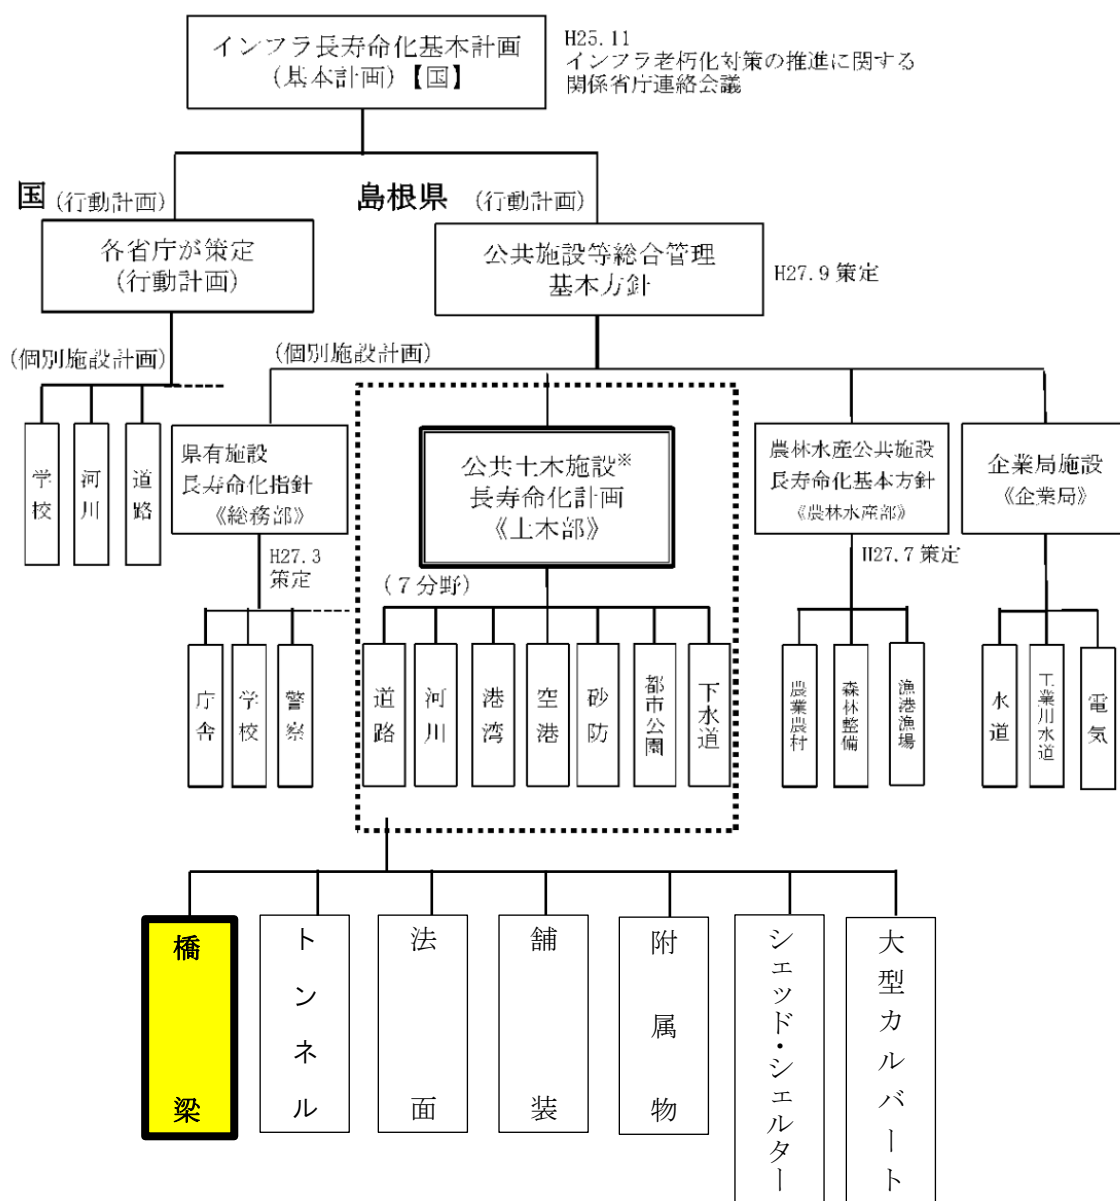 インフラ長寿命化基本計画
(基本計画)【国】
H25.11
インフラ老朽化対策の推進に関する
関係省庁連絡会議
国 (行動計画)
島根県 (行動計画)
各省庁が策定
(行動計画)
公共施設等総合管理
基本方針
H27.9 策定
(個別施設計画)
(個別施設計画)
学校
河川
道路
県有施設
長寿命化指針
《総務部》
公共土木施設※
長寿命化計画
《土木部》
農林水産公共施設
長寿命化基本方針
《農林水産部》
企業局施設
《企業局》
H27.3
策定
(7分野)
H27.7 策定
庁舎
学校
警察
道路
河川
港湾
空港
砂防
都市公園
下水道
農業農村
森林整備
漁港漁場
水道
工業用水道
電気
橋梁
トンネル
法面
舗装
附属物
シェッド・シェルター
大型カルバート